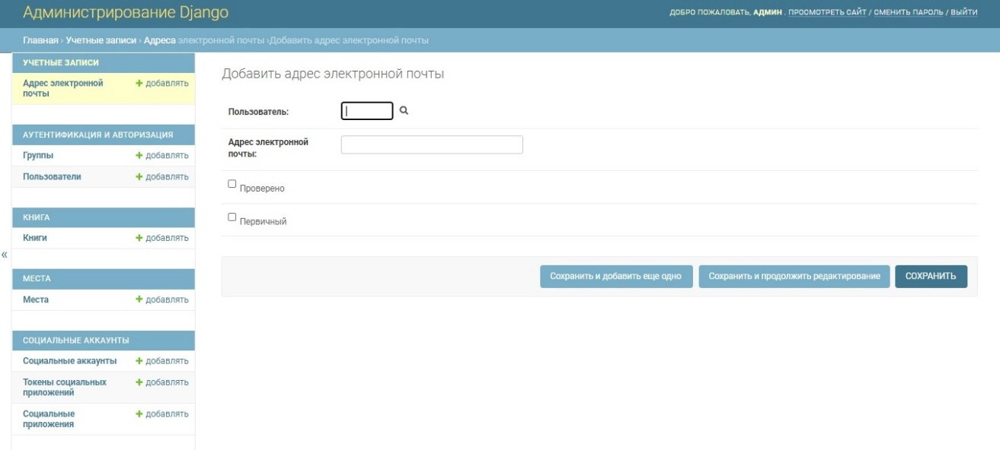 Администрирование Django
ДОБРО ПОЖАЛОВАТЬ, АДМИН . ПРОСМОТРЕТЬ САЙТ / СМЕНИТЬ ПАРОЛЬ / ВЫЙТИ
Главная › Учетные записи › Адреса электронной почты ›Добавить адрес электронной почты
УЧЕТНЫЕ ЗАПИСИ
Адрес электронной
почты
+ добавлять
АУТЕНТИФИКАЦИЯ И АВТОРИЗАЦИЯ
Группы + добавлять
Пользователи + добавлять
КНИГА
Книги + добавлять
«
МЕСТА
Места + добавлять
СОЦИАЛЬНЫЕ АККАУНТЫ
Социальные аккаунты + добавлять
Токены социальных
приложений
+ добавлять
Социальные
приложения
+ добавлять
Добавить адрес электронной почты
Пользователь:
Адрес электронной
почты:
Проверено
Первичный
Сохранить и добавить еще одно
Сохранить и продолжить редактирование
СОХРАНИТЬ